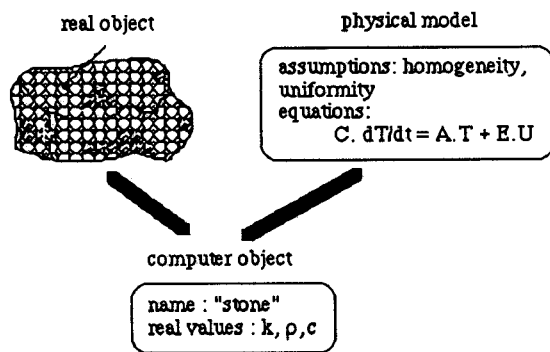 real object
physical model
assumptions: homogeneity,
uniformity
equations:
C. dT/dt = A.T + E.U
computer object
name : "stone"
real values : k, ρ,c